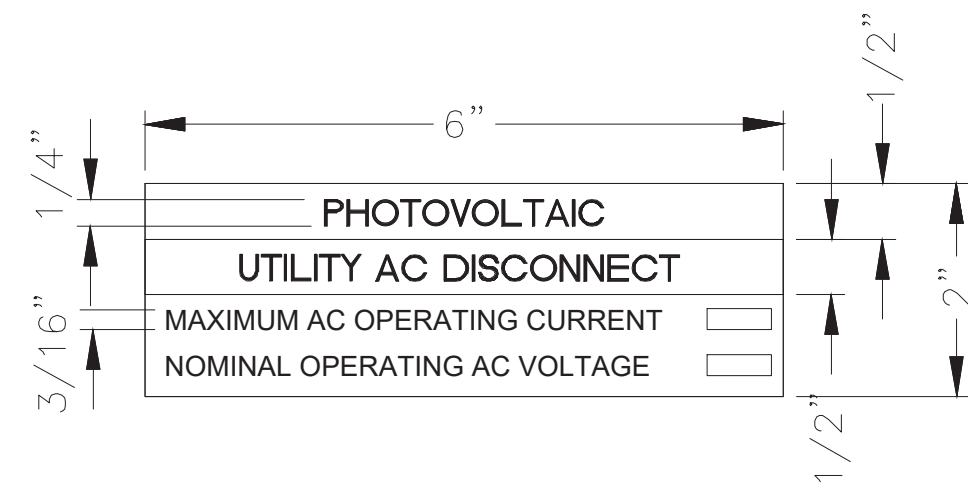 1/2”
6”
1/4”
PHOTOVOLTAIC
UTILITY AC DISCONNECT
2”
3/16”
MAXIMUM AC OPERATING CURRENT
NOMINAL OPERATING AC VOLTAGE
1/2”